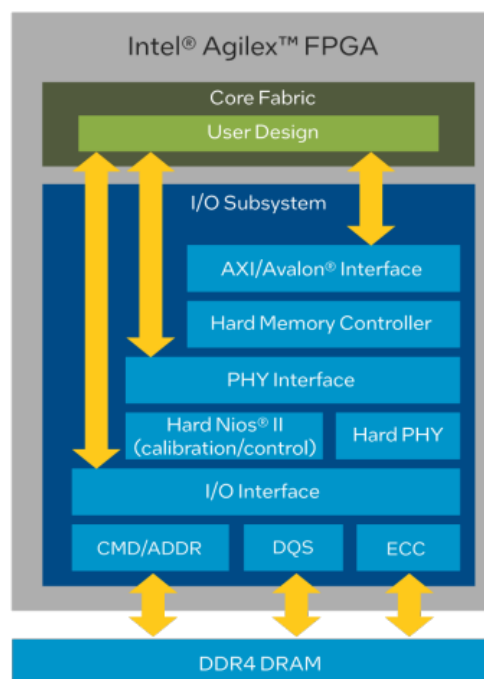 Intel® Agilex™ FPGA
Core Fabric
User Design
I/O Subsystem
AXI/Avalon® Interface
Hard Memory Controller
PHY Interface
Hard Nios® II
(calibration/control)
Hard PHY
I/O Interface
CMD/ADDR
DQS
ECC
DDR4 DRAM